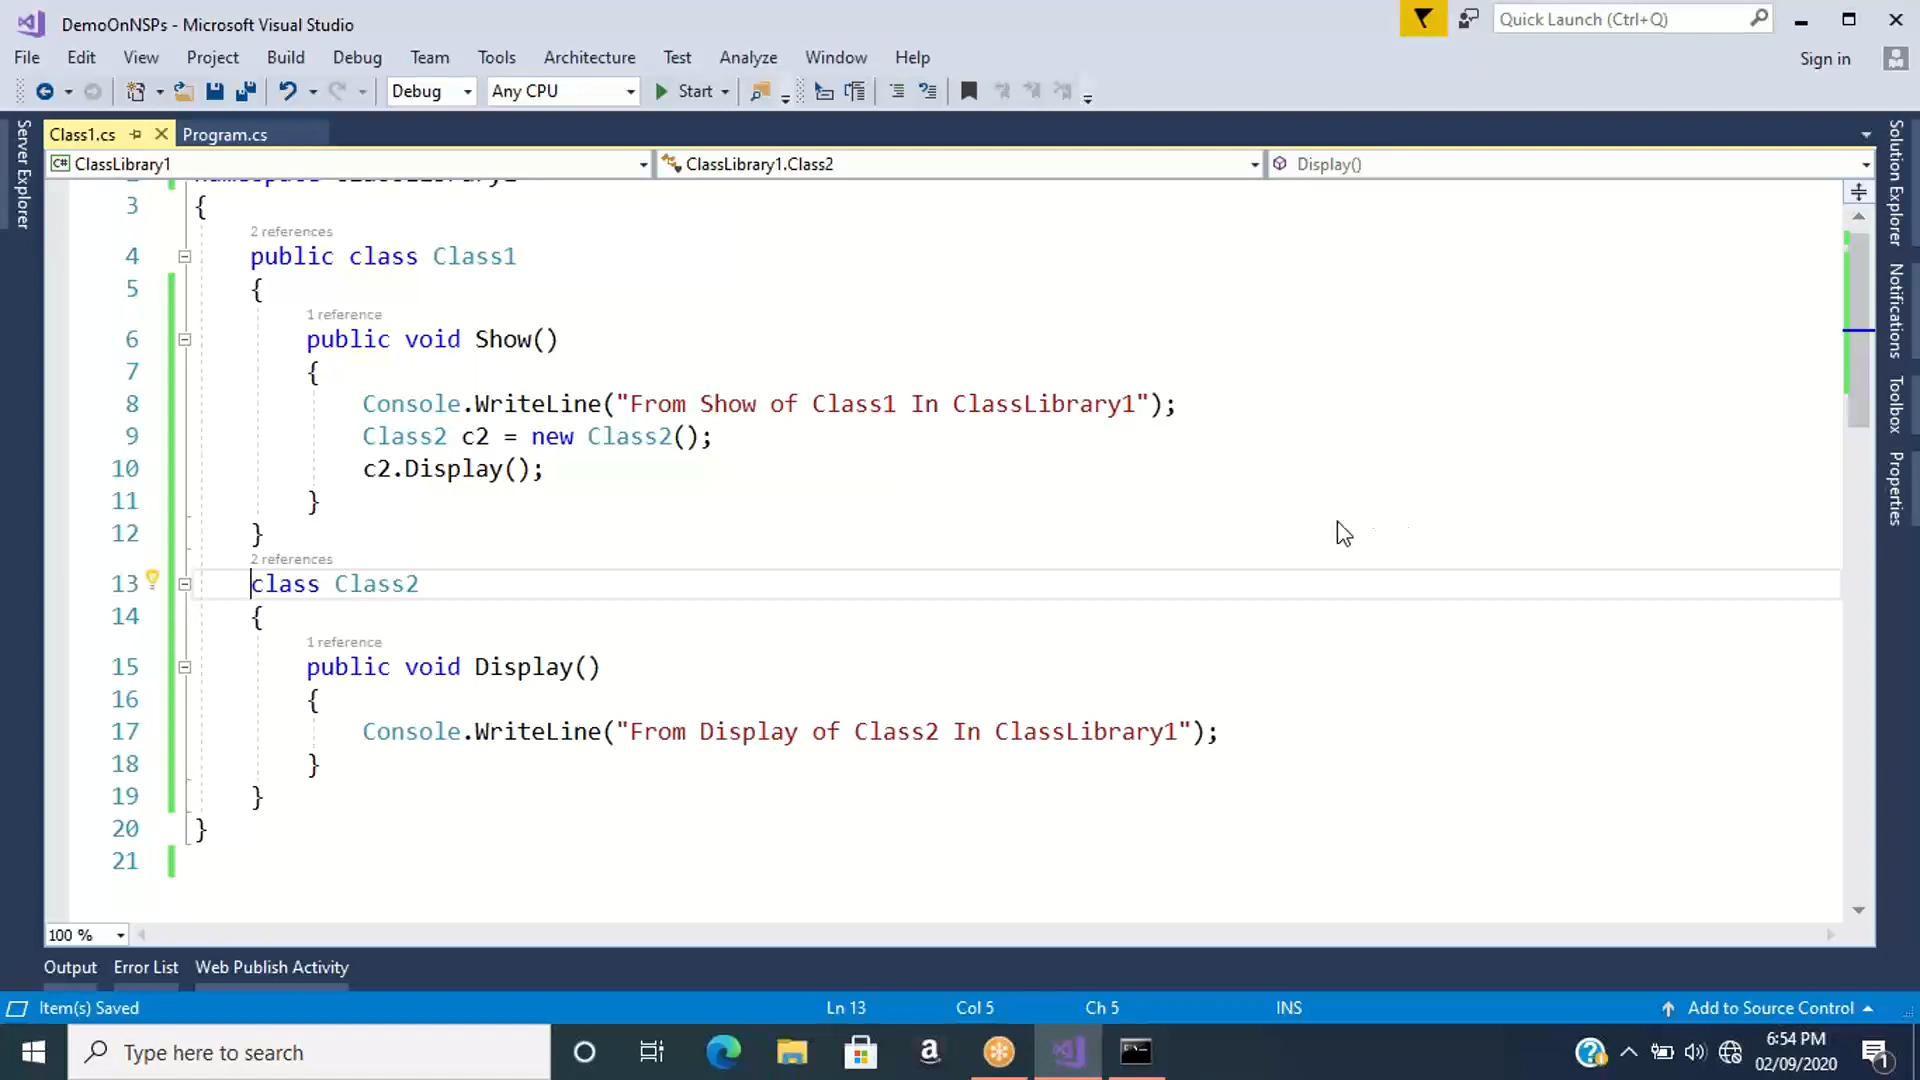 DemoOnNSPs - Microsoft Visual Studio
Quick Launch (Ctrl+Q)
File Edit View Project Build Debug Team Tools Architecture Test Analyze Window Help
Sign in
Debug Any CPU Start
Class1.cs Program.cs
ClassLibrary1 ClassLibrary1.Class2 Display()
Server Explorer
Solution Explorer
Notifications
Toolbox
Properties
3 {
2 references
4 public class Class1
5 {
1 reference
6 public void Show()
7 {
8 Console.WriteLine("From Show of Class1 In ClassLibrary1");
9 Class2 c2 = new Class2();
10 c2.Display();
11 }
12 }
2 references
13 class Class2
14 {
1 reference
15 public void Display()
16 {
17 Console.WriteLine("From Display of Class2 In ClassLibrary1");
18 }
19 }
20 }
21
100 %
Output Error List Web Publish Activity
Item(s) Saved Ln 13 Col 5 Ch 5 INS Add to Source Control
Type here to search
6:54 PM
02/09/2020
1